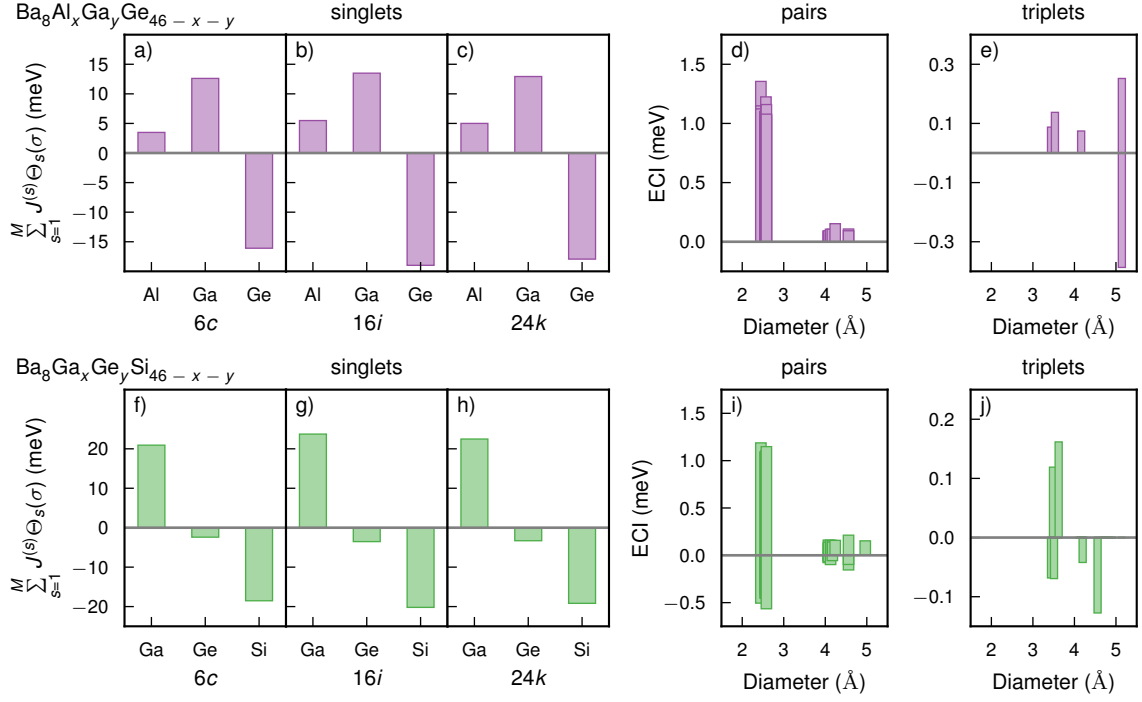 Ba8AlxGayGe46 − x − y singlets pairs triplets
a) b) c) d) e)
∑ᴹₛ₌₁ J⁽ˢ⁾Θₛ(σ) (meV)
15
10
5
0
−5
−10
−15
Al Ga Ge Al Ga Ge Al Ga Ge
6c 16i 24k
ECI (meV)
1.5
1.0
0.5
0.0
2 3 4 5
Diameter (Å)
0.3
0.1
−0.1
−0.3
2 3 4 5
Diameter (Å)
Ba8GaxGeySi46 − x − y singlets pairs triplets
f) g) h) i) j)
∑ᴹₛ₌₁ J⁽ˢ⁾Θₛ(σ) (meV)
20
10
0
−10
−20
Ga Ge Si Ga Ge Si Ga Ge Si
6c 16i 24k
ECI (meV)
1.5
1.0
0.5
0.0
−0.5
2 3 4 5
Diameter (Å)
0.2
0.1
0.0
−0.1
2 3 4 5
Diameter (Å)